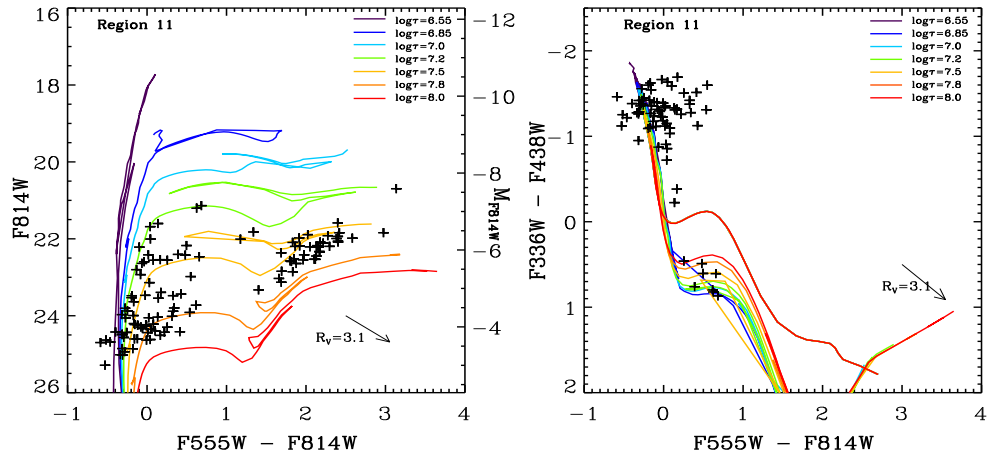 Region 11
logτ=6.55
logτ=6.85
logτ=7.0
logτ=7.2
logτ=7.5
logτ=7.8
logτ=8.0
16
18
20
22
24
26
F814W
−12
−10
−8
−6
−4
M_F814W
R_V=3.1
−1 0 1 2 3 4
F555W − F814W
Region 11
logτ=6.55
logτ=6.85
logτ=7.0
logτ=7.2
logτ=7.5
logτ=7.8
logτ=8.0
−2
−1
0
1
2
F336W − F438W
R_V=3.1
−1 0 1 2 3 4
F555W − F814W